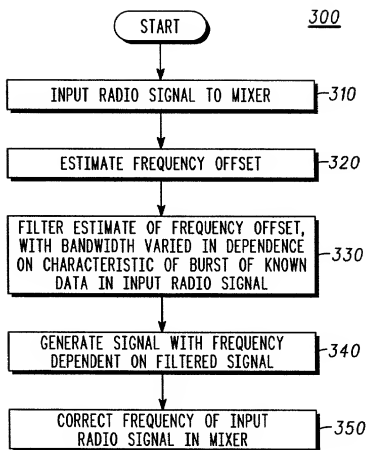 START
300
INPUT RADIO SIGNAL TO MIXER
310
ESTIMATE FREQUENCY OFFSET
320
FILTER ESTIMATE OF FREQUENCY OFFSET,
WITH BANDWIDTH VARIED IN DEPENDENCE
ON CHARACTERISTIC OF BURST OF KNOWN
DATA IN INPUT RADIO SIGNAL
330
GENERATE SIGNAL WITH FREQUENCY
DEPENDENT ON FILTERED SIGNAL
340
CORRECT FREQUENCY OF INPUT
RADIO SIGNAL IN MIXER
350